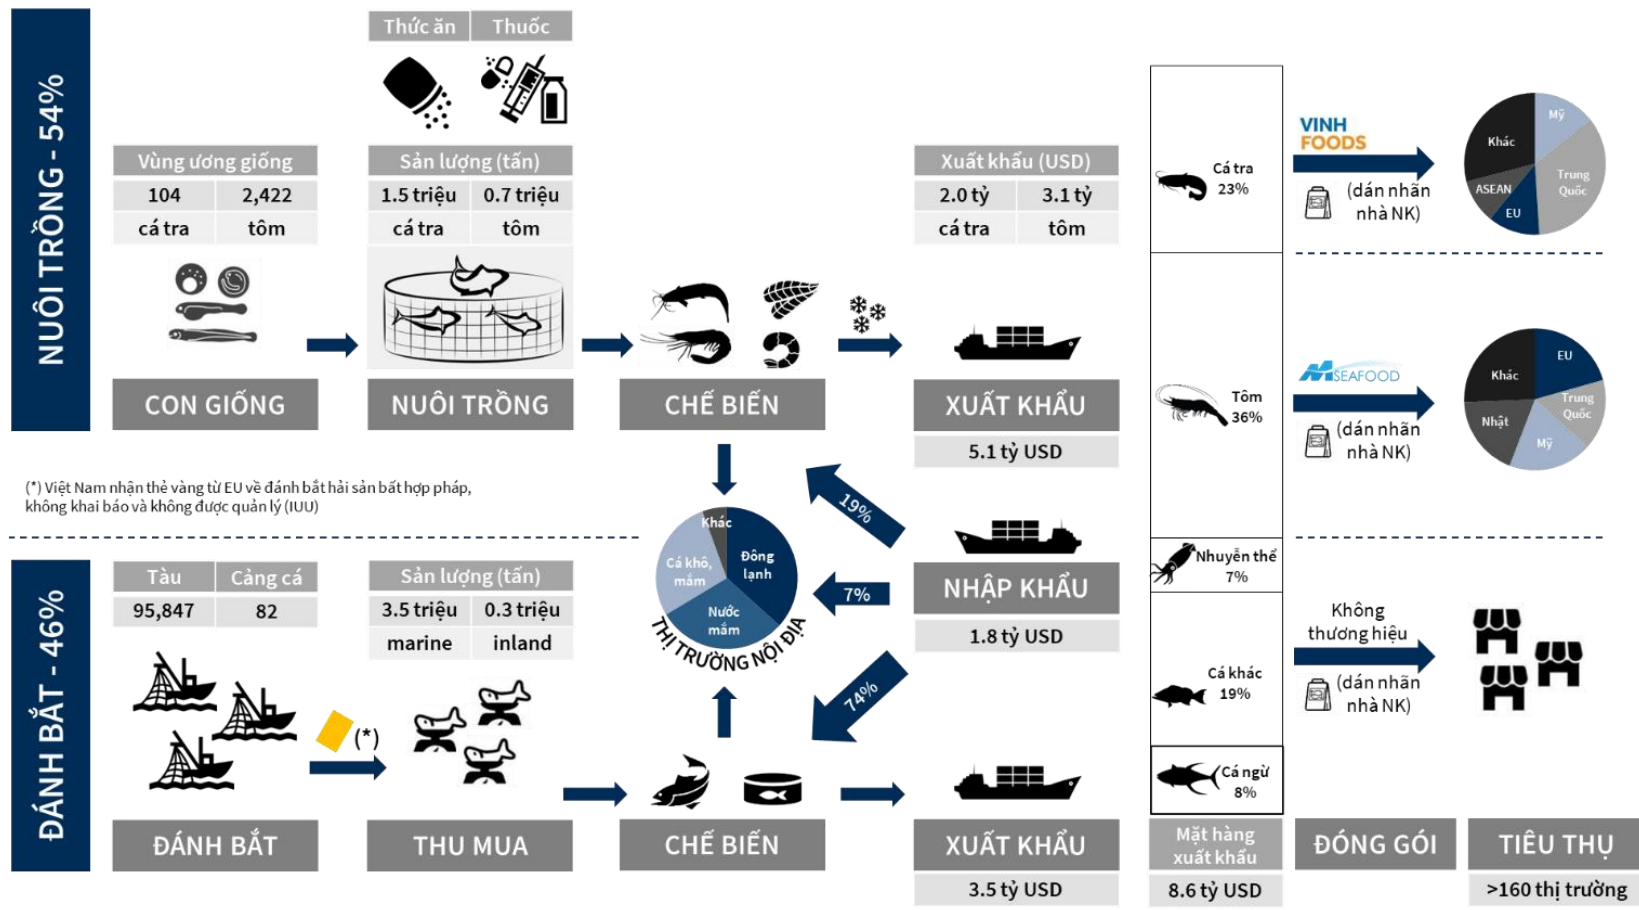 NUÔI TRỒNG - 54%
Thức ăn
Thuốc
Vùng ương giống
104
2,422
cá tra
tôm
Sản lượng (tấn)
1.5 triệu
0.7 triệu
cá tra
tôm
Xuất khẩu (USD)
2.0 tỷ
3.1 tỷ
cá tra
tôm
CON GIỐNG
NUÔI TRỒNG
CHẾ BIẾN
XUẤT KHẨU
5.1 tỷ USD
(*) Việt Nam nhận thẻ vàng từ EU về đánh bắt hải sản bất hợp pháp,
không khai báo và không được quản lý (IUU)
ĐÁNH BẮT - 46%
Tàu
Cảng cá
95,847
82
Sản lượng (tấn)
3.5 triệu
0.3 triệu
marine
inland
(*)
Khác
Cá khô,
mắm
Đông
lạnh
Nước
mắm
THỊ TRƯỜNG NỘI ĐỊA
19%
7%
74%
NHẬP KHẨU
1.8 tỷ USD
ĐÁNH BẮT
THU MUA
CHẾ BIẾN
XUẤT KHẨU
3.5 tỷ USD
Cá tra
23%
Tôm
36%
Nhuyễn thể
7%
Cá khác
19%
Cá ngừ
8%
Mặt hàng
xuất khẩu
8.6 tỷ USD
VINH
FOODS
(dán nhãn
nhà NK)
Mỹ
Khác
Trung
Quốc
ASEAN
EU
MSEAFOOD
(dán nhãn
nhà NK)
EU
Khác
Trung
Quốc
Nhật
Mỹ
Không
thương hiệu
(dán nhãn
nhà NK)
ĐÓNG GÓI
TIÊU THỤ
>160 thị trường